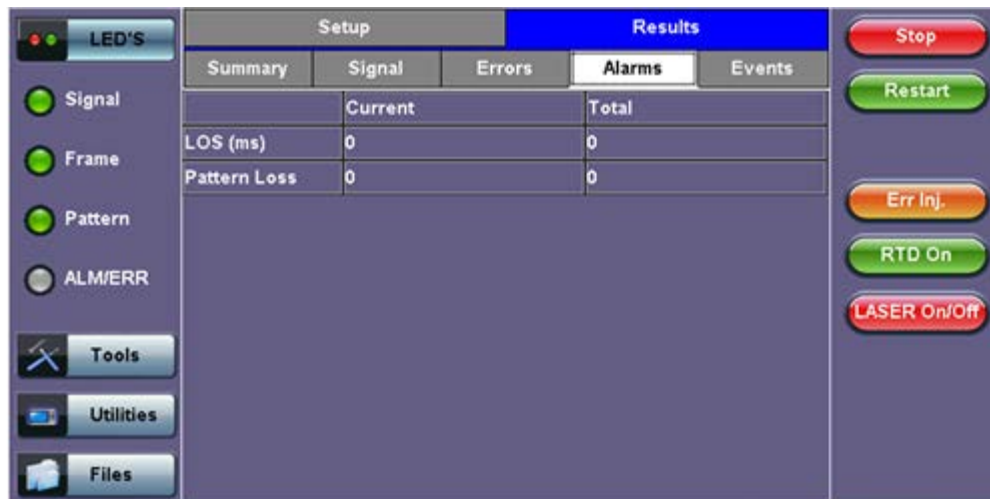 LED'S
Signal
Frame
Pattern
ALM/ERR
Tools
Utilities
Files
Setup Results
Summary Signal Errors Alarms Events
Current Total
LOS (ms) 0 0
Pattern Loss 0 0
Stop
Restart
Err Inj.
RTD On
LASER On/Off